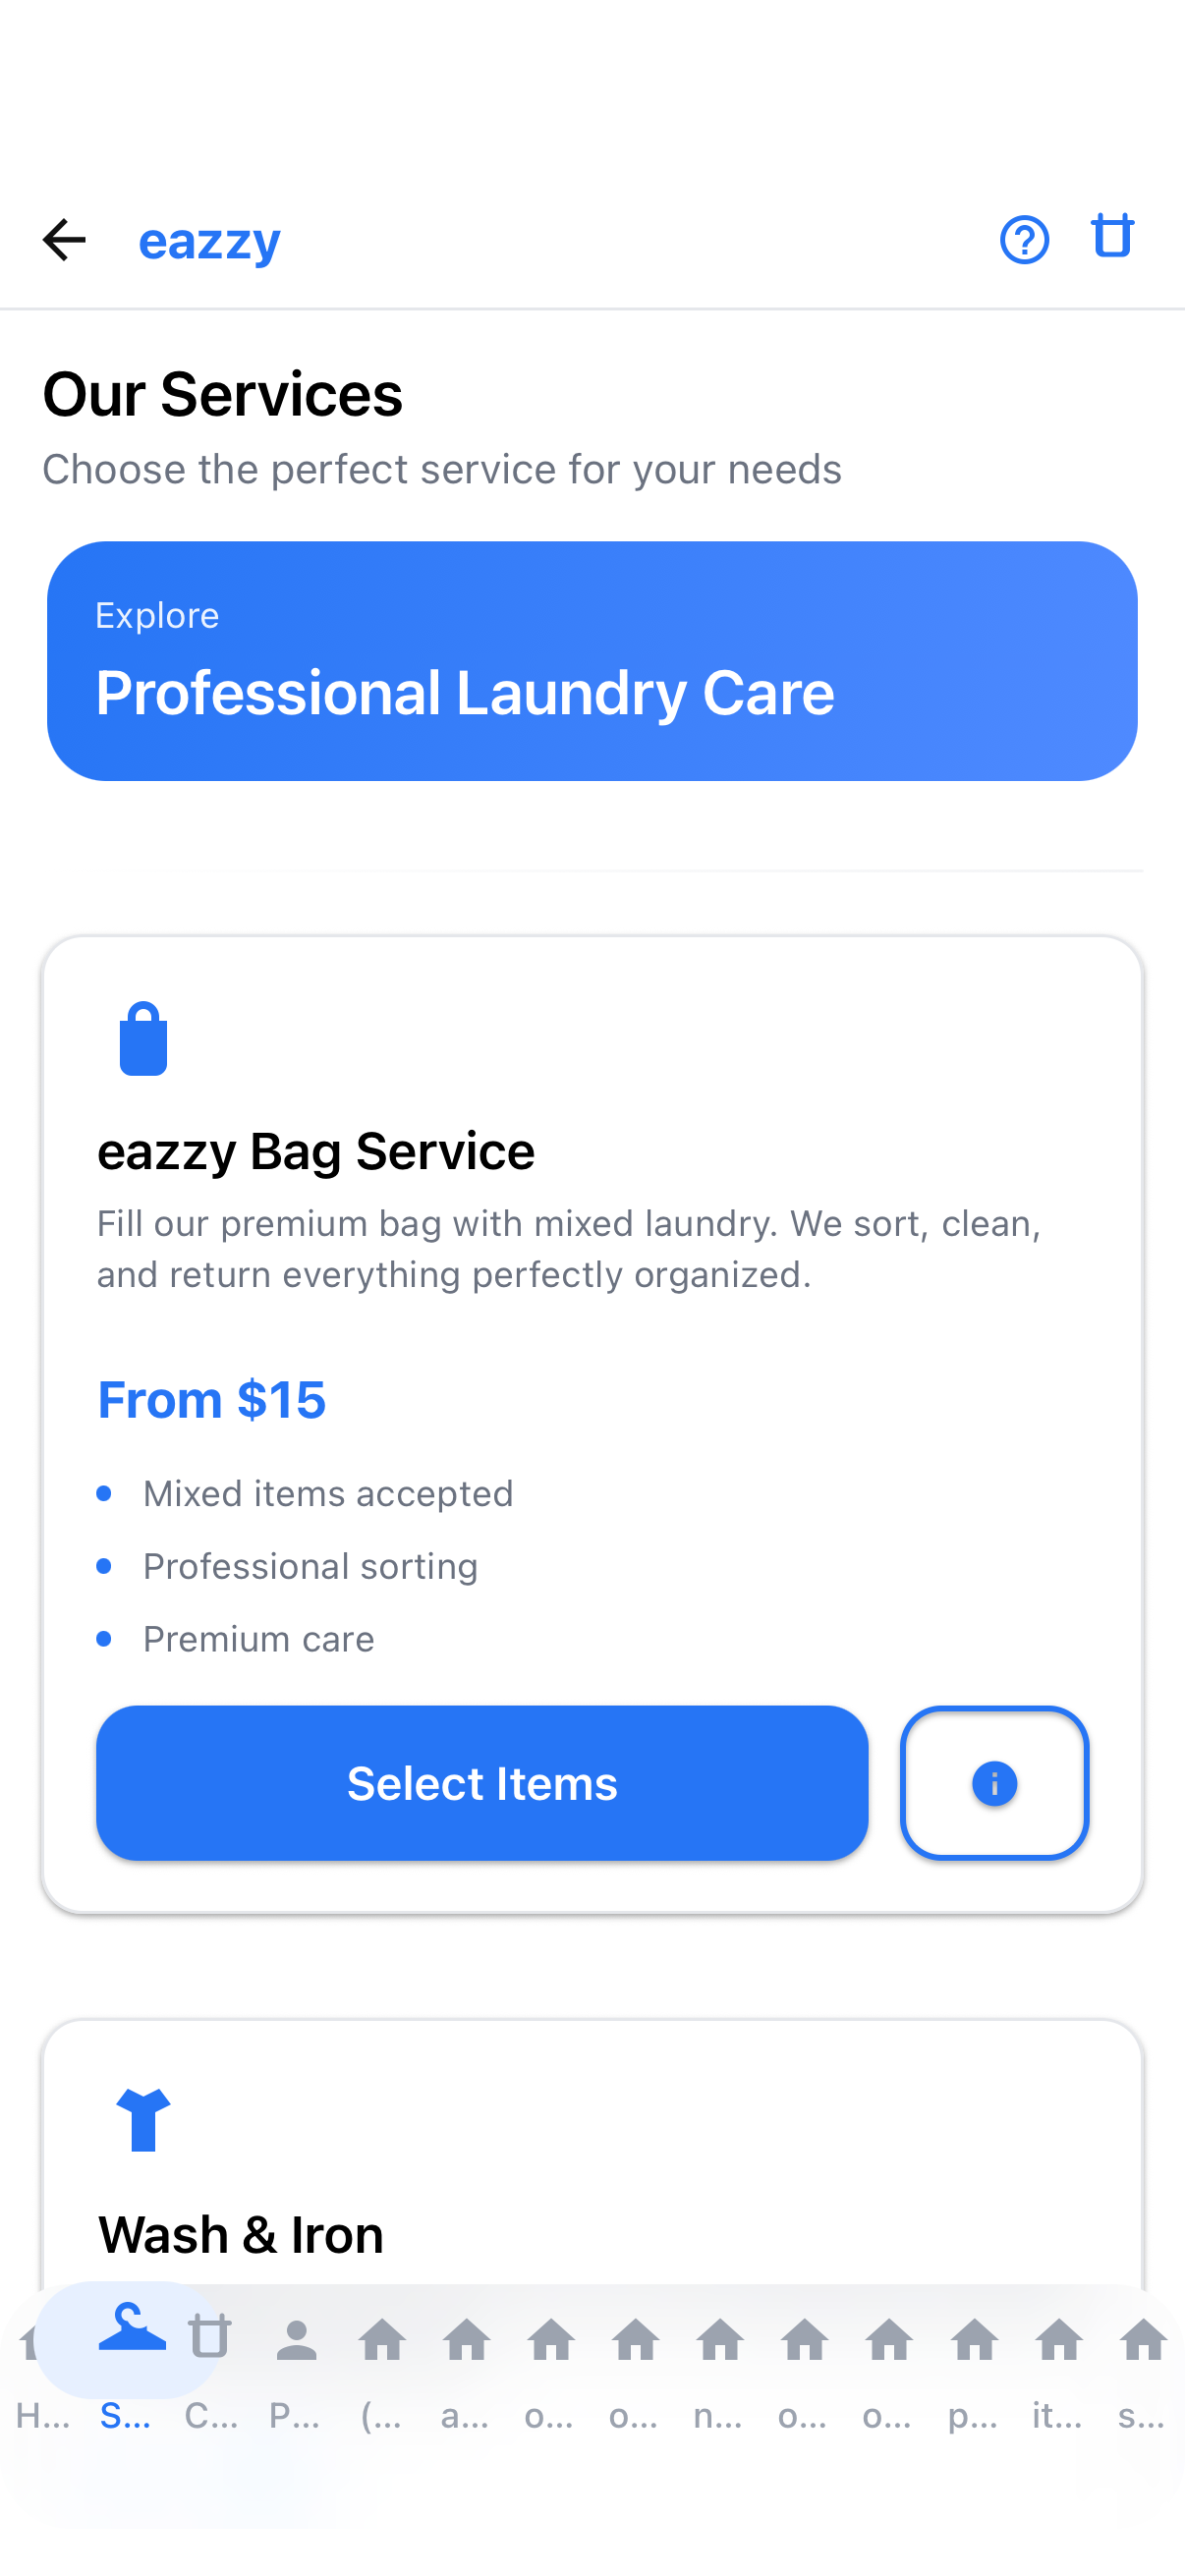 eazzy
Our Services
Choose the perfect service for your needs
Explore
Professional Laundry Care
eazzy Bag Service
Fill our premium bag with mixed laundry. We sort, clean,
and return everything perfectly organized.
From $15
Mixed items accepted
Professional sorting
Premium care
Select Items
Wash & Iron
H... S... C... P... (... a... o... o... n... o... o... p... it... s...